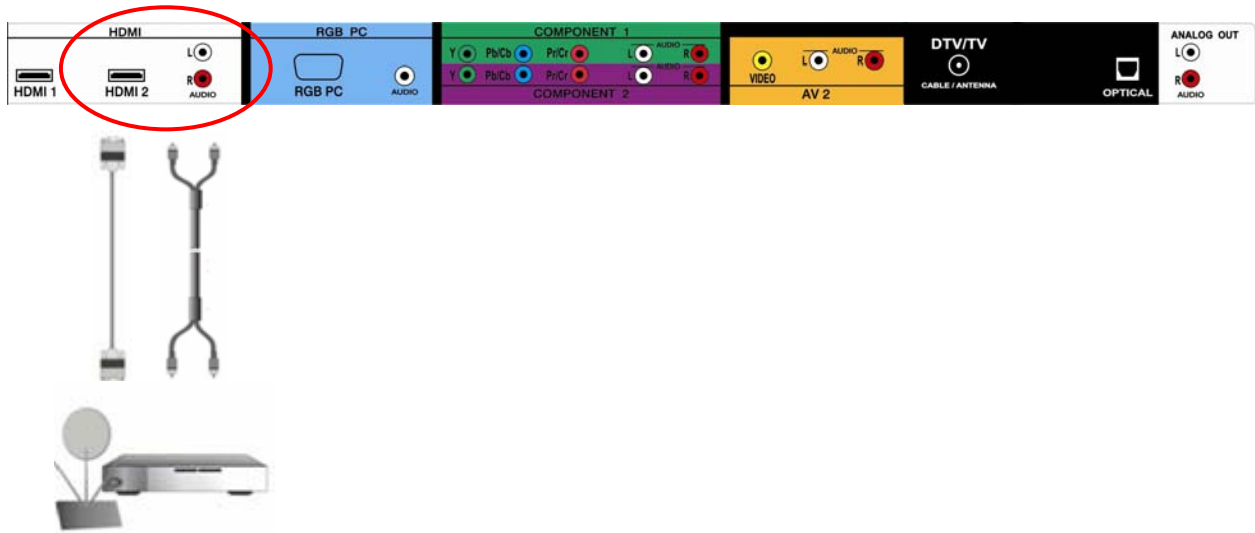 HDMI
L
R
AUDIO
HDMI 1
HDMI 2
RGB PC
RGB PC
AUDIO
COMPONENT 1
Y Pb/Cb Pr/Cr L AUDIO R
Y Pb/Cb Pr/Cr L AUDIO R
COMPONENT 2
VIDEO
L AUDIO R
AV 2
DTV/TV
CABLE / ANTENNA
OPTICAL
ANALOG OUT
L
R
AUDIO